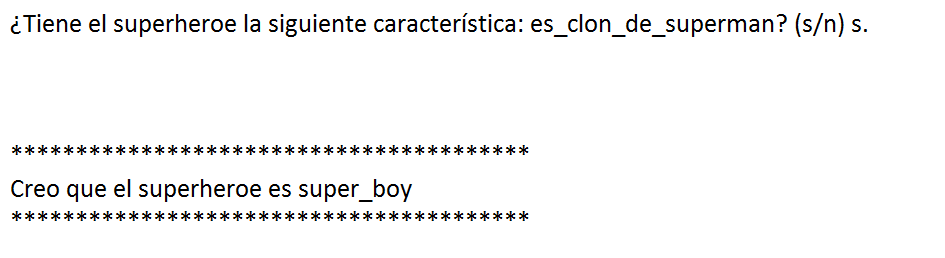 ¿Tiene el superheroe la siguiente característica: es_clon_de_superman? (s/n) s.
****************************************
Creo que el superheroe es super_boy
****************************************